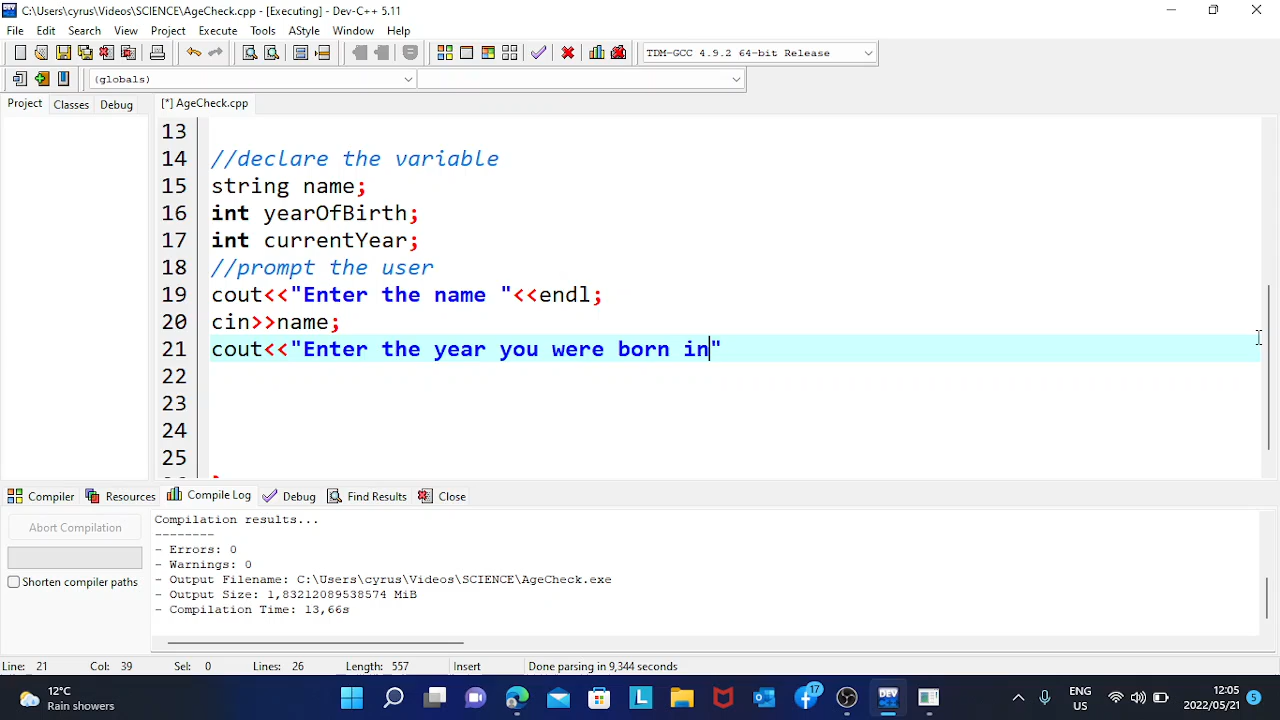 C:\Users\cyrus\Videos\SCIENCE\AgeCheck.cpp - [Executing] - Dev-C++ 5.11
File Edit Search View Project Execute Tools AStyle Window Help
TDM-GCC 4.9.2 64-bit Release
(globals)
Project Classes Debug [*] AgeCheck.cpp
13
14 //declare the variable
15 string name;
16 int yearOfBirth;
17 int currentYear;
18 //prompt the user
19 cout<<"Enter the name "<<endl;
20 cin>>name;
21 cout<<"Enter the year you were born in"
22
23
24
25
Compiler Resources Compile Log Debug Find Results Close
Abort Compilation
Shorten compiler paths
Compilation results...
--------
- Errors: 0
- Warnings: 0
- Output Filename: C:\Users\cyrus\Videos\SCIENCE\AgeCheck.exe
- Output Size: 1,83212089538574 MiB
- Compilation Time: 13,66s
Line: 21 Col: 39 Sel: 0 Lines: 26 Length: 557 Insert Done parsing in 9,344 seconds
12°C
Rain showers
17
ENG
US
12:05
2022/05/21
5